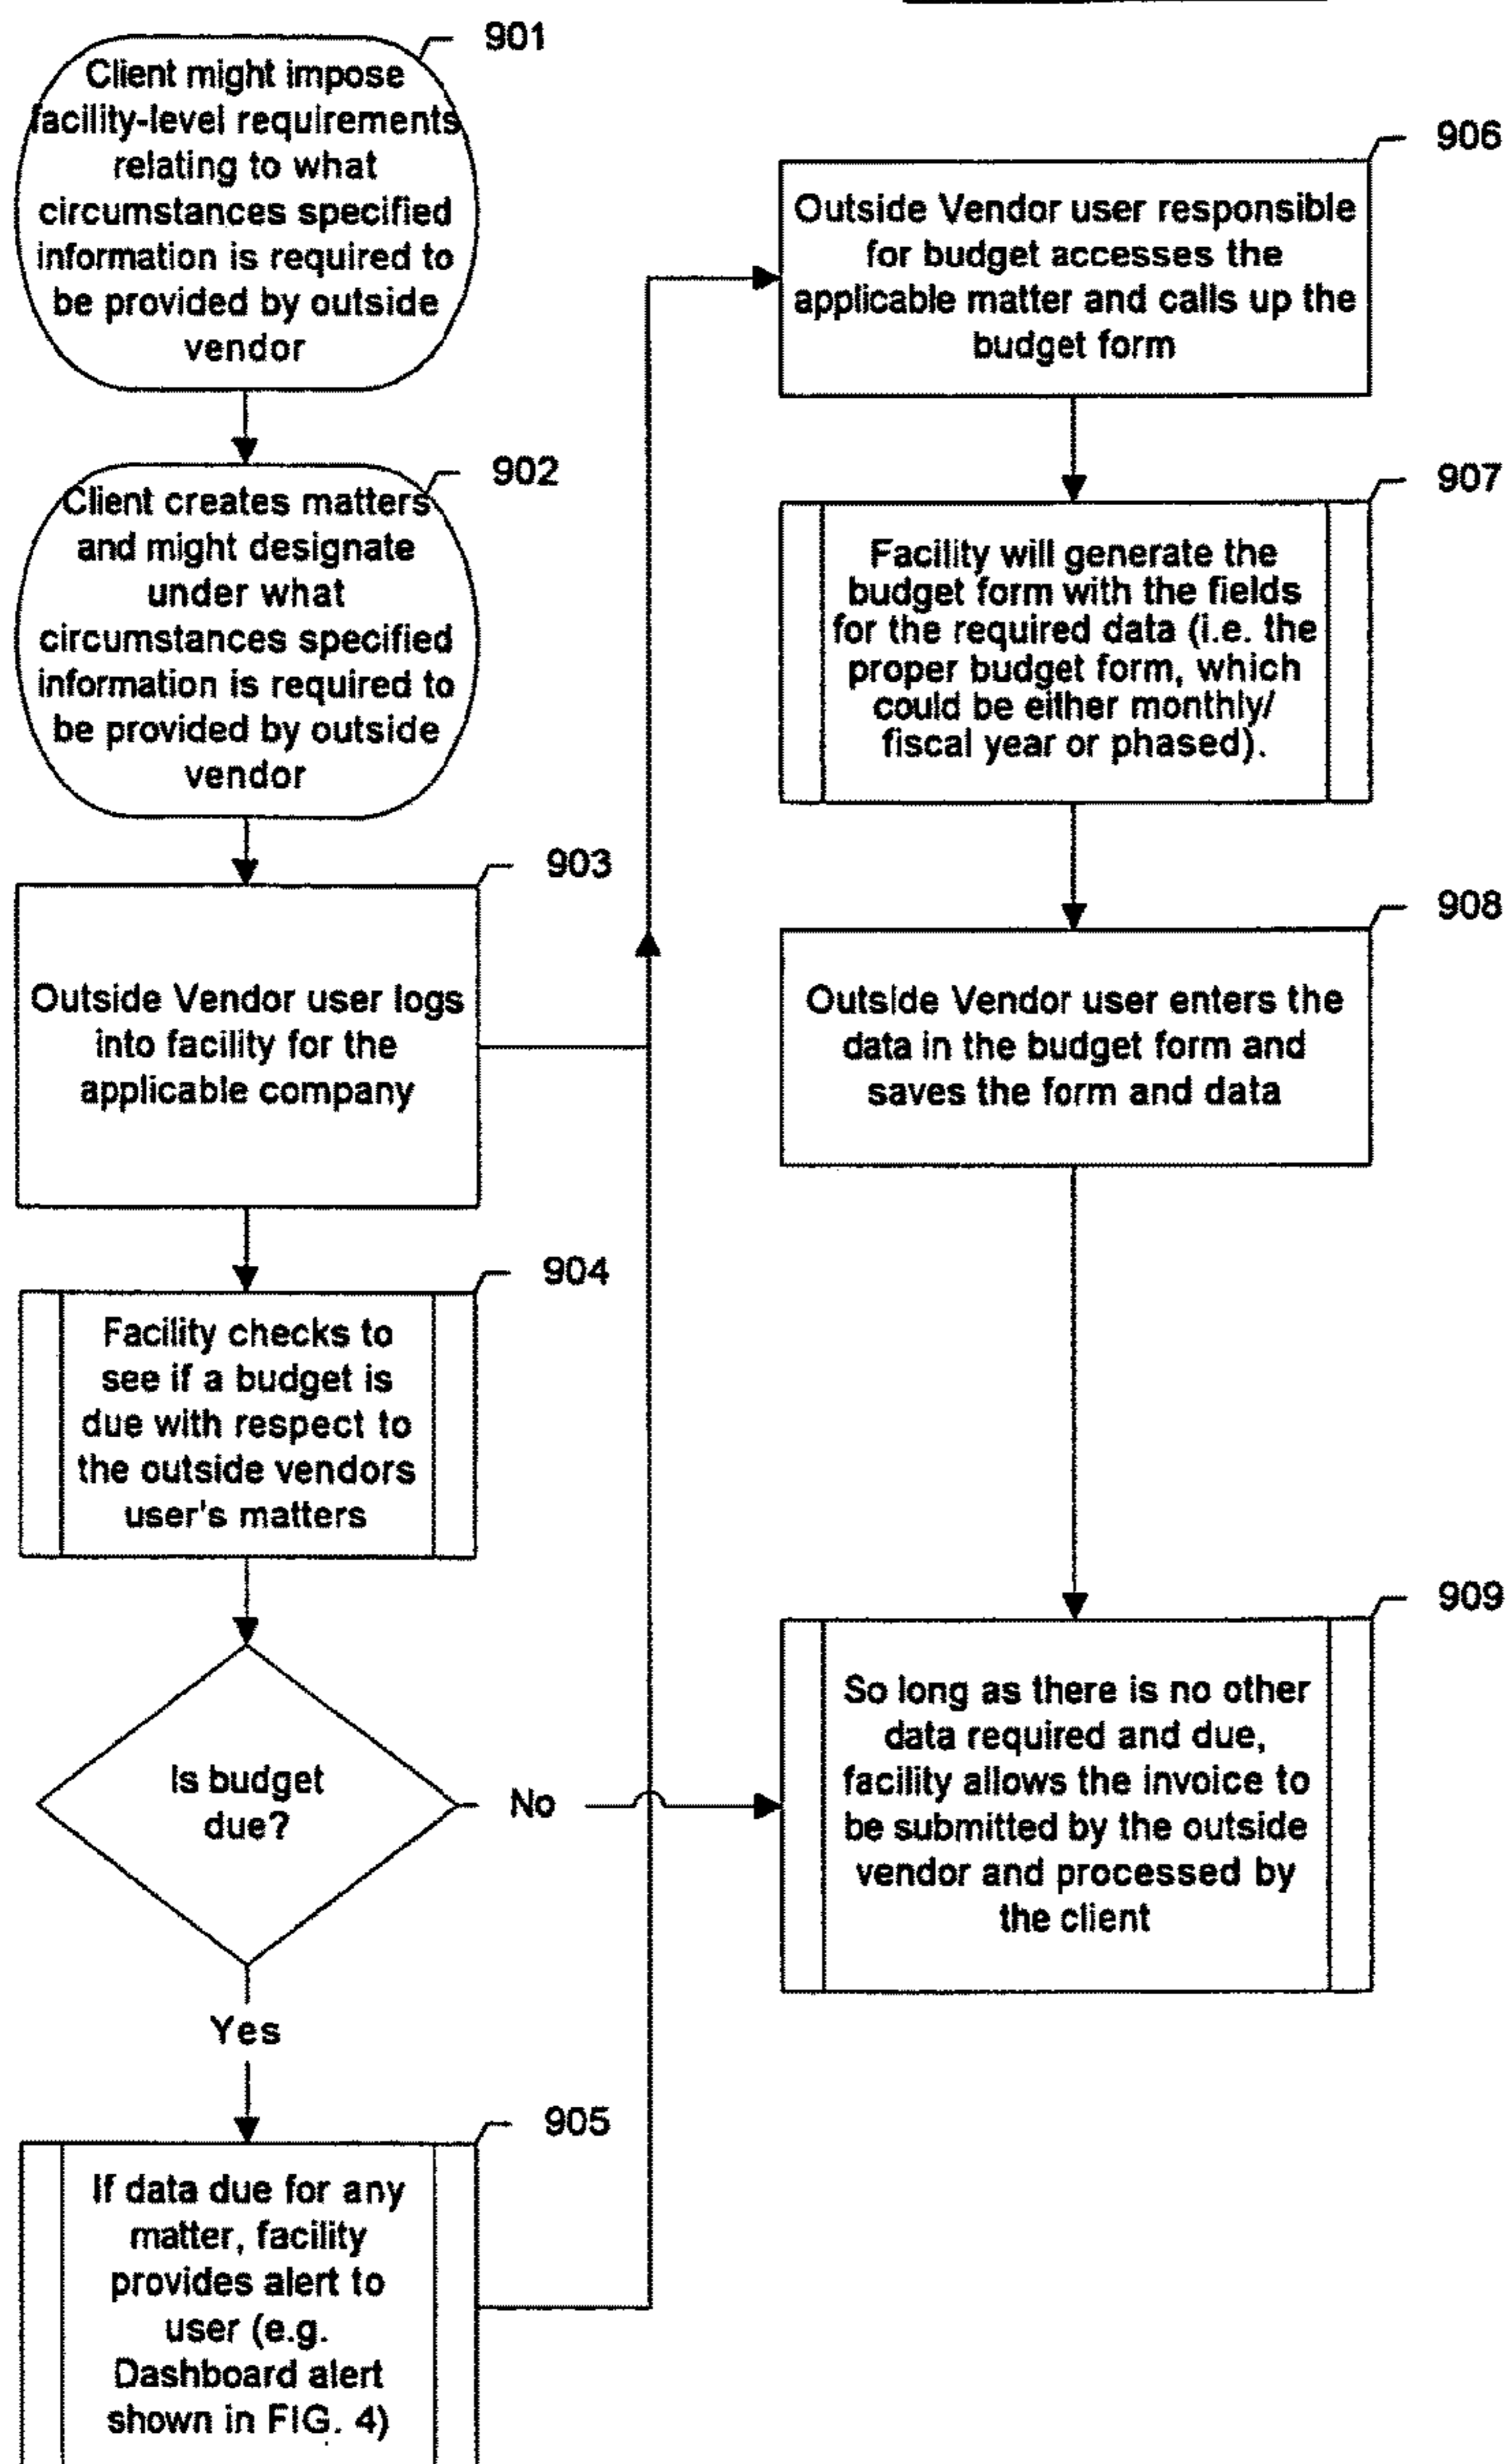 901
Client might impose
facility-level requirements
relating to what
circumstances specified
information is required to
be provided by outside
vendor
902
Client creates matters
and might designate
under what
circumstances specified
information is required to
be provided by outside
vendor
903
Outside Vendor user logs
into facility for the
applicable company
904
Facility checks to
see if a budget is
due with respect to
the outside vendors
user's matters
Is budget
due?
No
Yes
905
If data due for any
matter, facility
provides alert to
user (e.g.
Dashboard alert
shown in FIG. 4)
906
Outside Vendor user responsible
for budget accesses the
applicable matter and calls up the
budget form
907
Facility will generate the
budget form with the fields
for the required data (i.e. the
proper budget form, which
could be either monthly/
fiscal year or phased).
908
Outside Vendor user enters the
data in the budget form and
saves the form and data
909
So long as there is no other
data required and due,
facility allows the invoice to
be submitted by the outside
vendor and processed by
the client